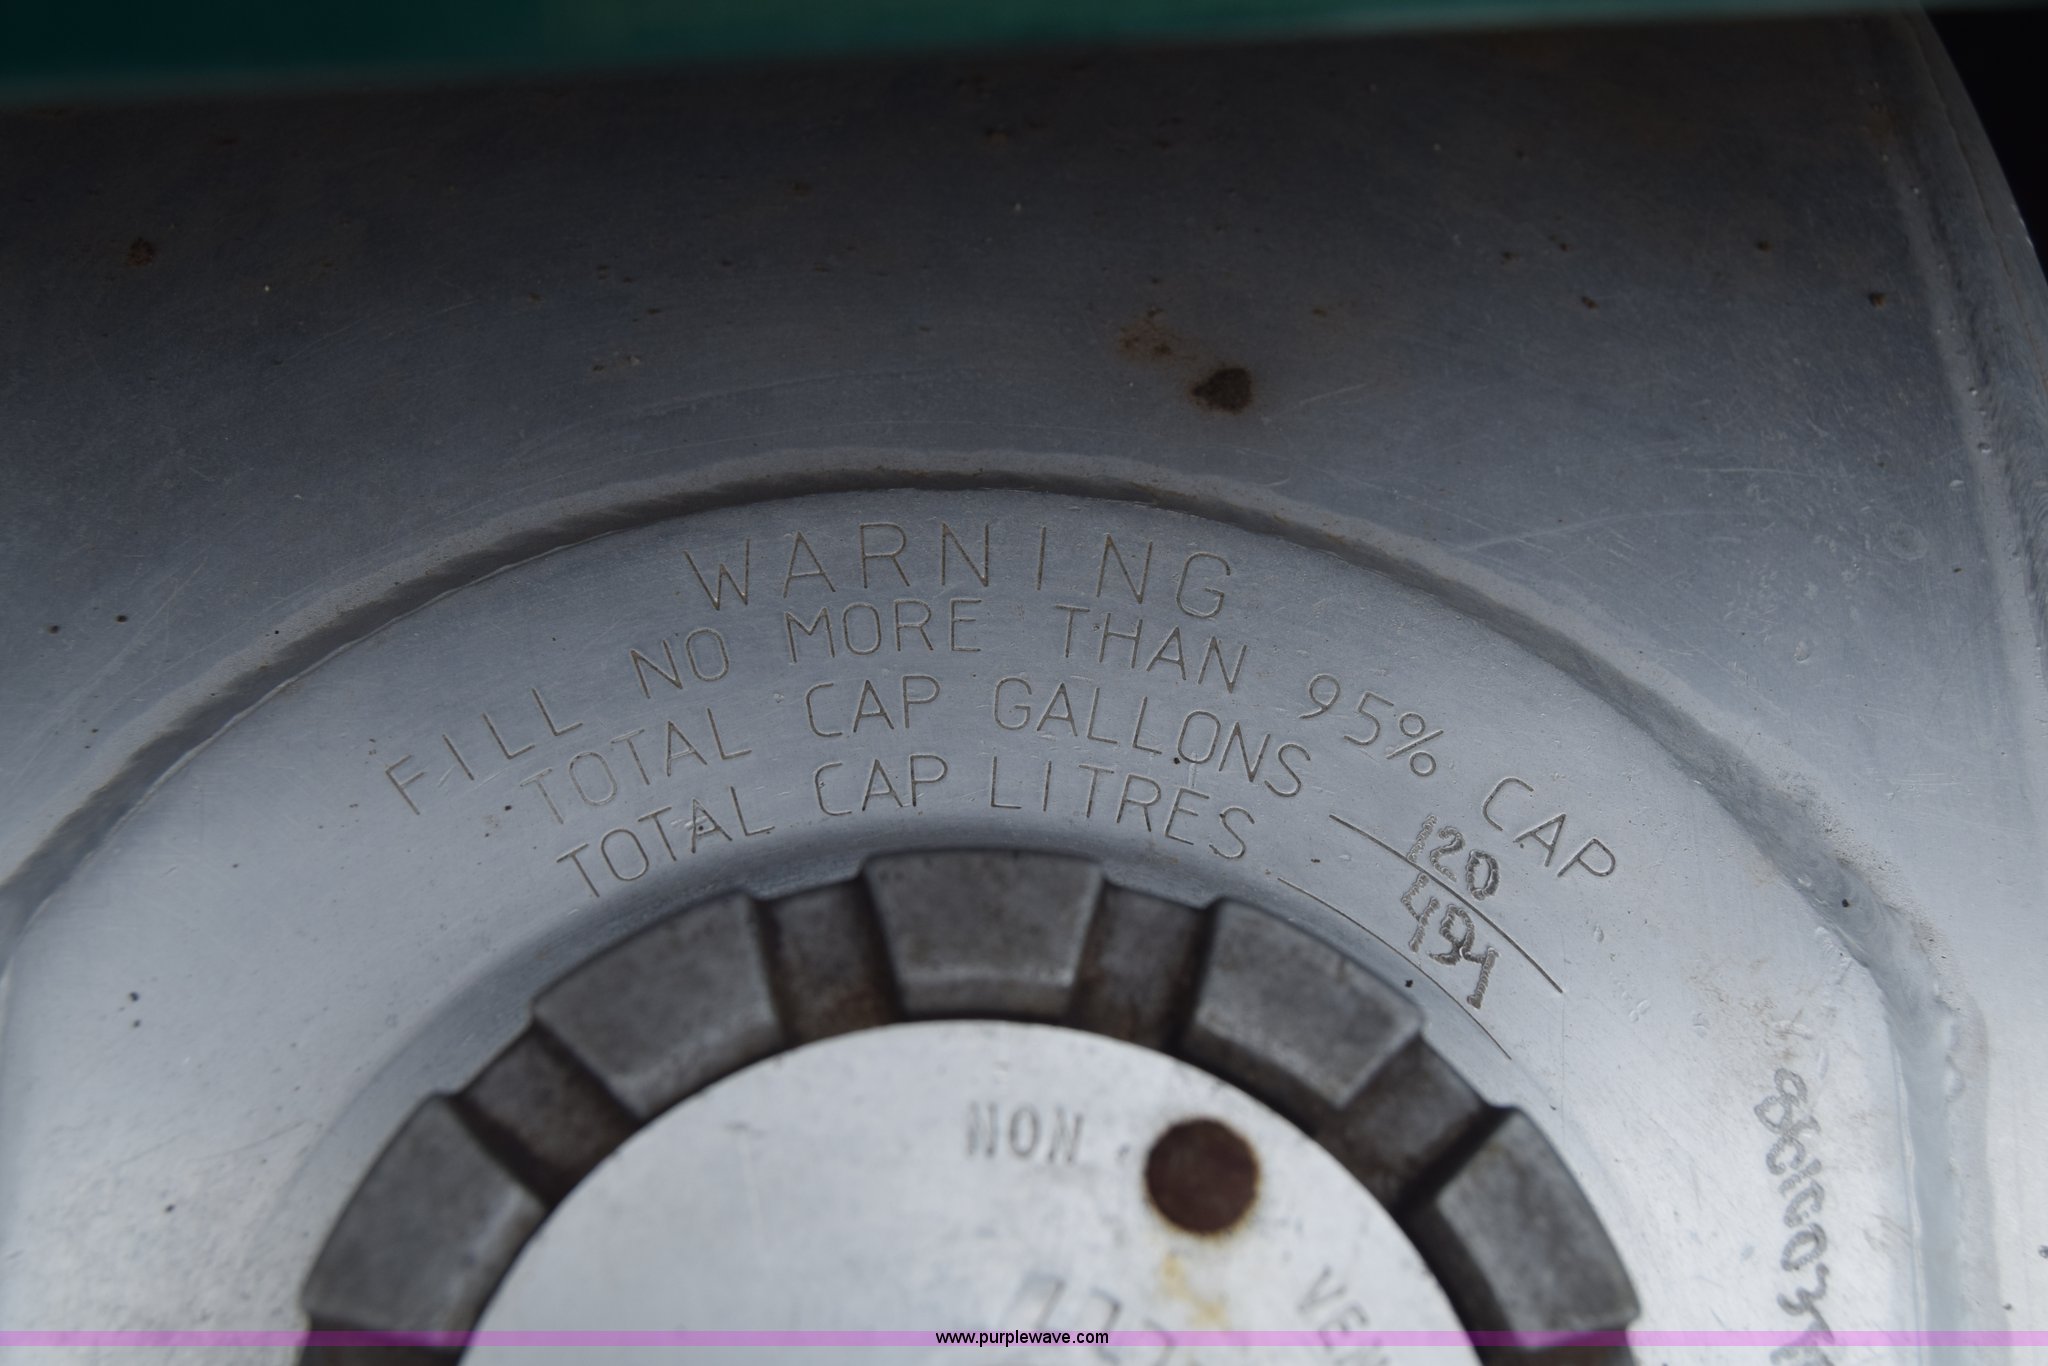 WARNING
FILL NO MORE THAN 95% CAP
TOTAL CAP GALLONS 120
TOTAL CAP LITRES 454
NON
www.purplewave.com